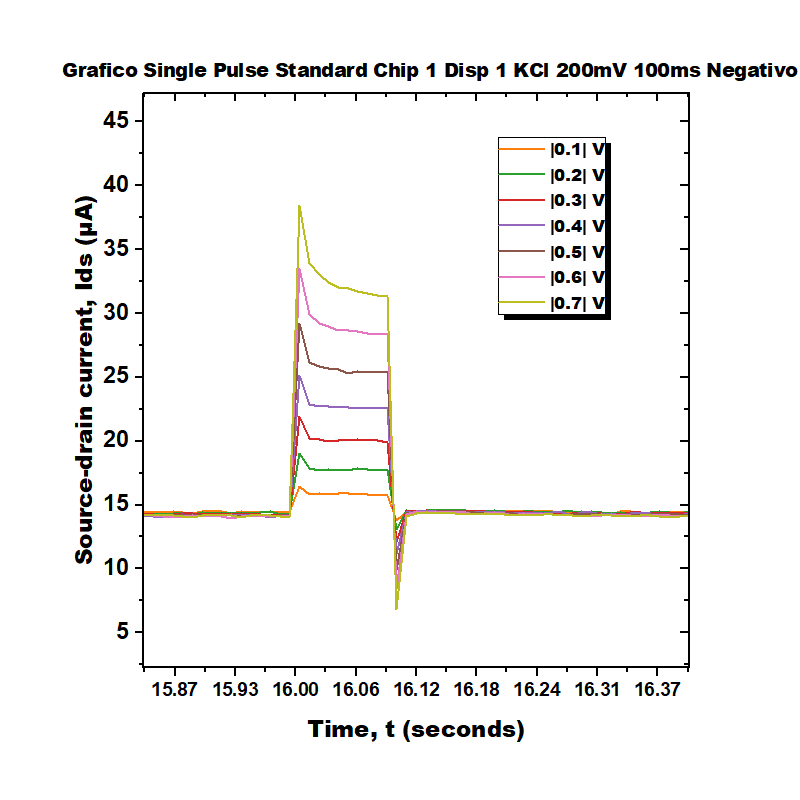 Grafico Single Pulse Standard Chip 1 Disp 1 KCl 200mV 100ms Negativo
|0.1| V
|0.2| V
|0.3| V
|0.4| V
|0.5| V
|0.6| V
|0.7| V
Source-drain current, Ids (µA)
45
40
35
30
25
20
15
10
5
15.87 15.93 16.00 16.06 16.12 16.18 16.24 16.31 16.37
Time, t (seconds)